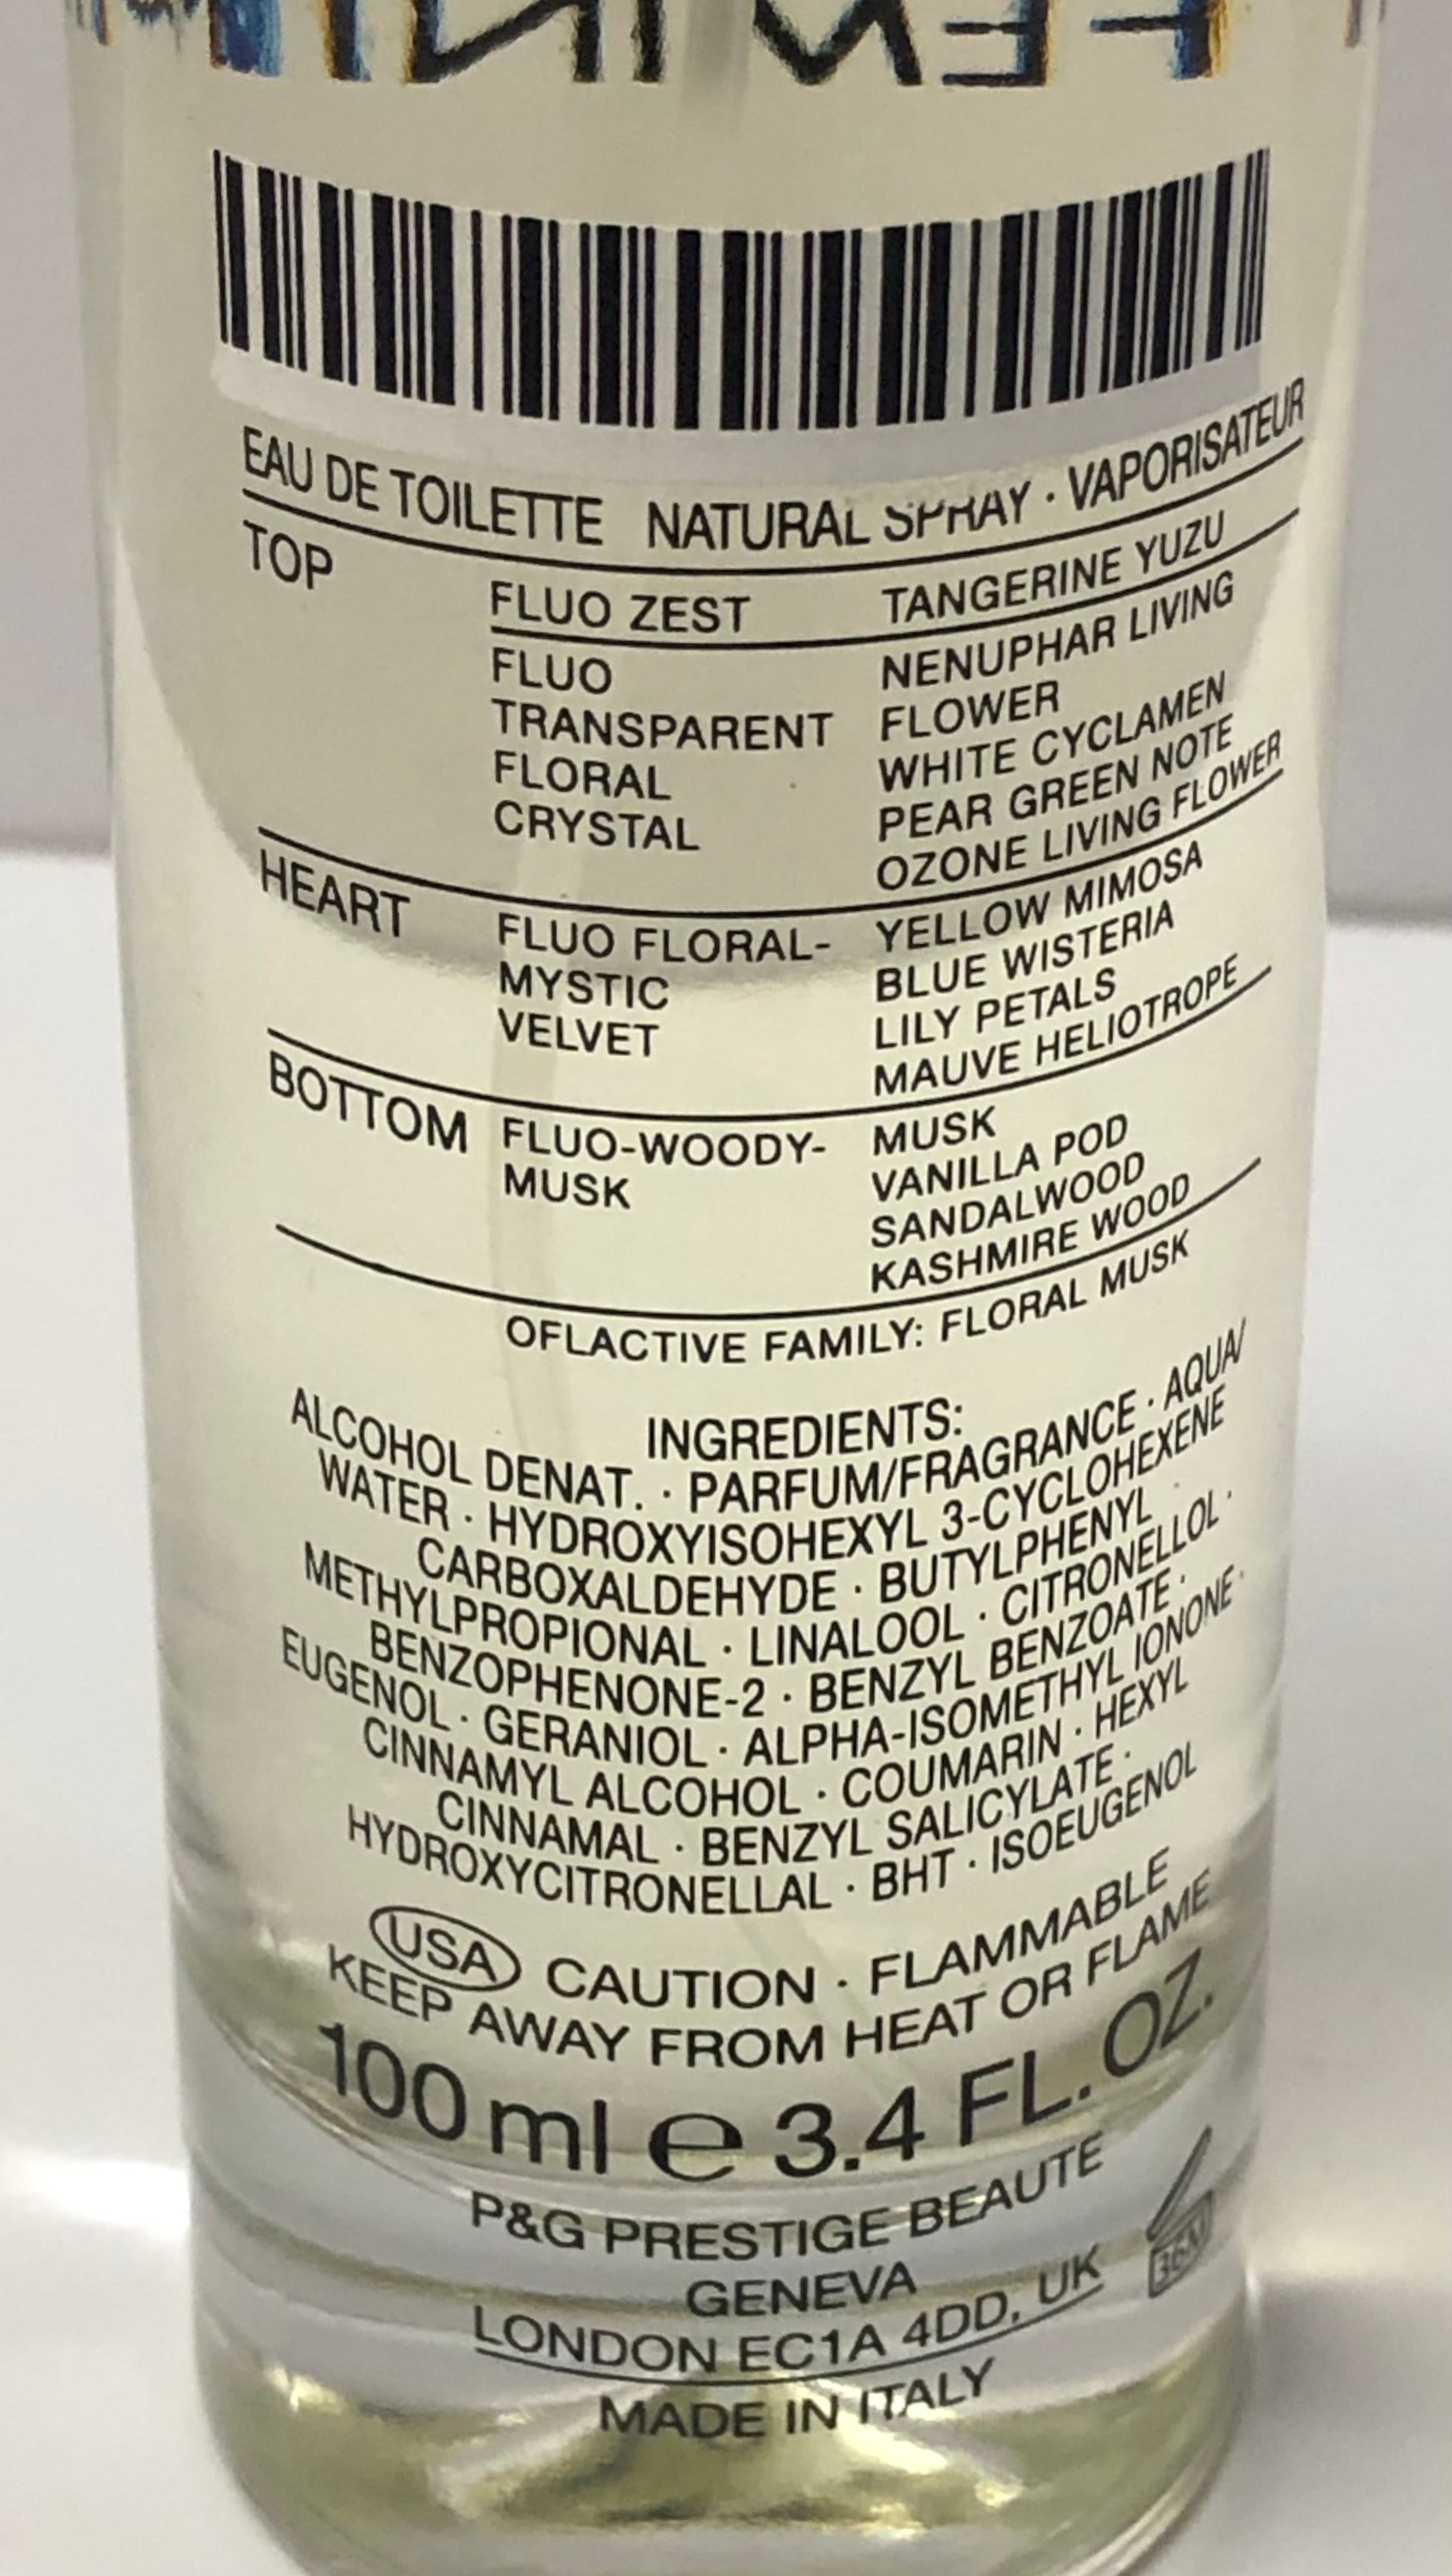 EAU DE TOILETTE NATURAL SPRAY · VAPORISATEUR
TOP
FLUO ZEST TANGERINE YUZU
FLUO NENUPHAR LIVING
TRANSPARENT FLOWER
FLORAL WHITE CYCLAMEN
CRYSTAL PEAR GREEN NOTE
OZONE LIVING FLOWER
HEART FLUO FLORAL- YELLOW MIMOSA
MYSTIC BLUE WISTERIA
VELVET LILY PETALS
MAUVE HELIOTROPE
BOTTOM FLUO-WOODY- MUSK
MUSK VANILLA POD
SANDALWOOD
KASHMIRE WOOD
OFLACTIVE FAMILY: FLORAL MUSK
INGREDIENTS:
ALCOHOL DENAT. · PARFUM/FRAGRANCE · AQUA/
WATER · HYDROXYISOHEXYL 3-CYCLOHEXENE
CARBOXALDEHYDE · BUTYLPHENYL
METHYLPROPIONAL · LINALOOL · CITRONELLOL ·
BENZOPHENONE-2 · BENZYL BENZOATE ·
EUGENOL · GERANIOL · ALPHA-ISOMETHYL IONONE ·
CINNAMYL ALCOHOL · COUMARIN · HEXYL
CINNAMAL · BENZYL SALICYLATE ·
HYDROXYCITRONELLAL · BHT · ISOEUGENOL
USA CAUTION · FLAMMABLE
KEEP AWAY FROM HEAT OR FLAME
100 ml e 3.4 FL. OZ.
P&G PRESTIGE BEAUTE
GENEVA
LONDON EC1A 4DD, UK
36M
MADE IN ITALY